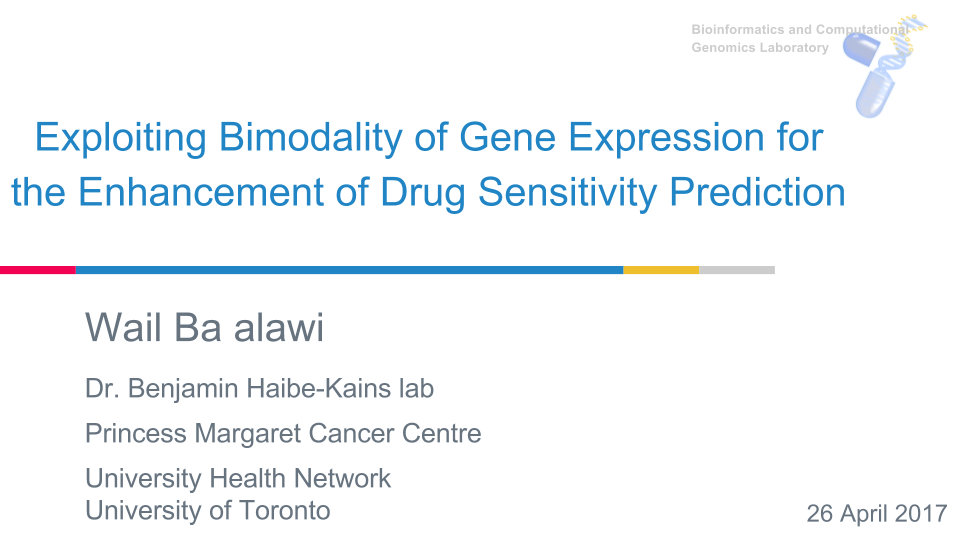 Bioinformatics and Computational
Genomics Laboratory
Exploiting Bimodality of Gene Expression for
the Enhancement of Drug Sensitivity Prediction
Wail Ba alawi
Dr. Benjamin Haibe-Kains lab
Princess Margaret Cancer Centre
University Health Network
University of Toronto
26 April 2017